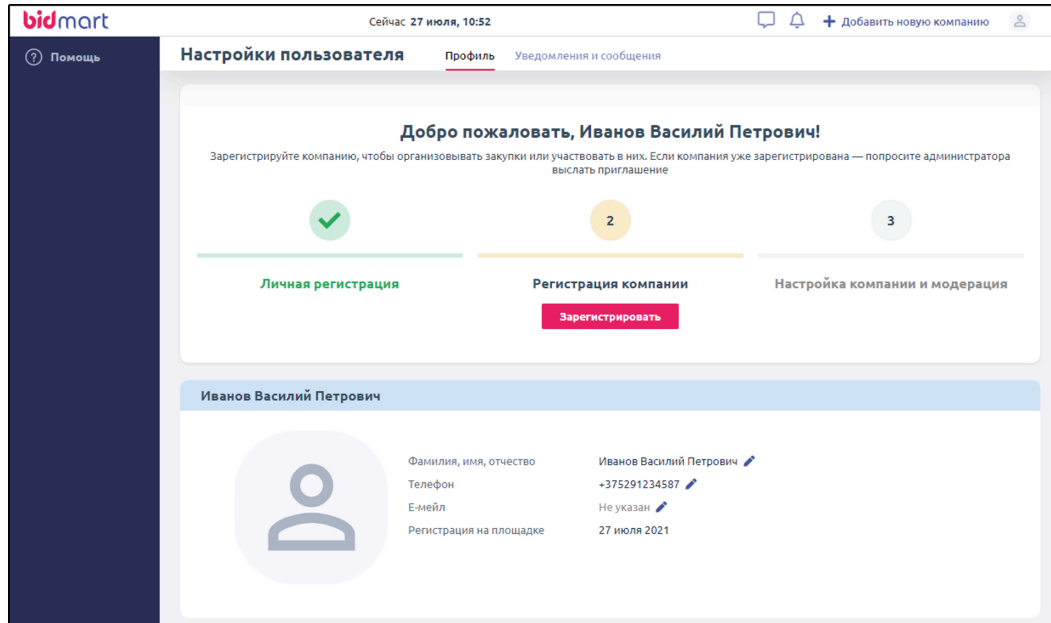 bidmart
Сейчас 27 июля, 10:52
+ Добавить новую компанию
? Помощь
Настройки пользователя
Профиль
Уведомления и сообщения
Добро пожаловать, Иванов Василий Петрович!
Зарегистрируйте компанию, чтобы организовывать закупки или участвовать в них. Если компания уже зарегистрирована — попросите администратора
выслать приглашение
2
3
Личная регистрация
Регистрация компании
Настройка компании и модерация
Зарегистрировать
Иванов Василий Петрович
Фамилия, имя, отчество Иванов Василий Петрович
Телефон +375291234587
Е-мейл Не указан
Регистрация на площадке 27 июля 2021